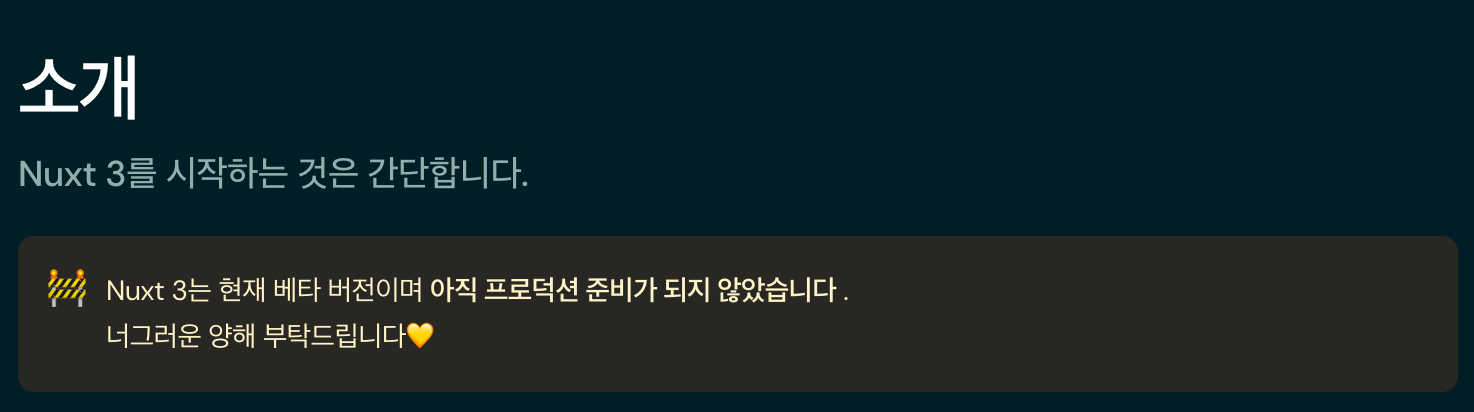 소개
Nuxt 3를 시작하는 것은 간단합니다.
🚧 Nuxt 3는 현재 베타 버전이며 아직 프로덕션 준비가 되지 않았습니다 .
너그러운 양해 부탁드립니다💛